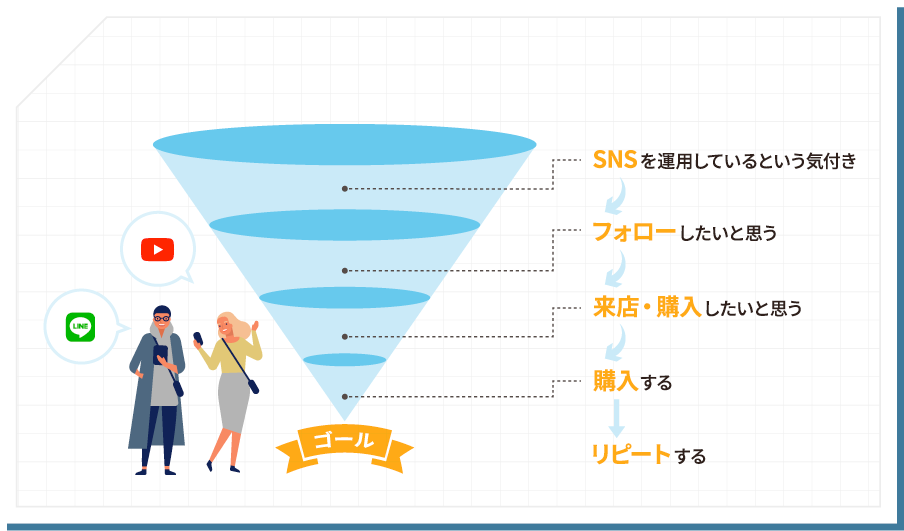 SNSを運用しているという気付き
フォローしたいと思う
来店・購入したいと思う
LINE
購入する
ゴール
リピートする